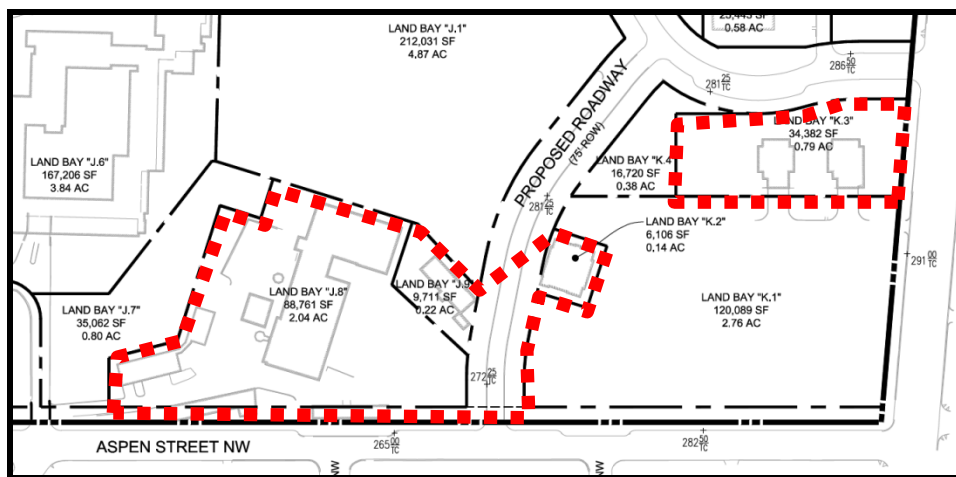 23,443 SF
0.58 AC
LAND BAY "J.1"
212,031 SF
4.87 AC
286 50 TC
281 25 TC
PROPOSED ROADWAY
(75' ROW)
LAND BAY "K.3"
34,382 SF
0.79 AC
LAND BAY "J.6"
167,206 SF
3.84 AC
LAND BAY "K.4
16,720 SF
0.38 AC
281 25 TC
LAND BAY "K.2"
6,106 SF
0.14 AC
291 00 TC
LAND BAY "J.9
9,711 SF
0.22 AC
LAND BAY "J.8"
88,761 SF
2.04 AC
LAND BAY "K.1"
120,089 SF
2.76 AC
LAND BAY "J.7"
35,062 SF
0.80 AC
272 25 TC
ASPEN STREET NW
265 00 TC
282 50 TC
NW
NW